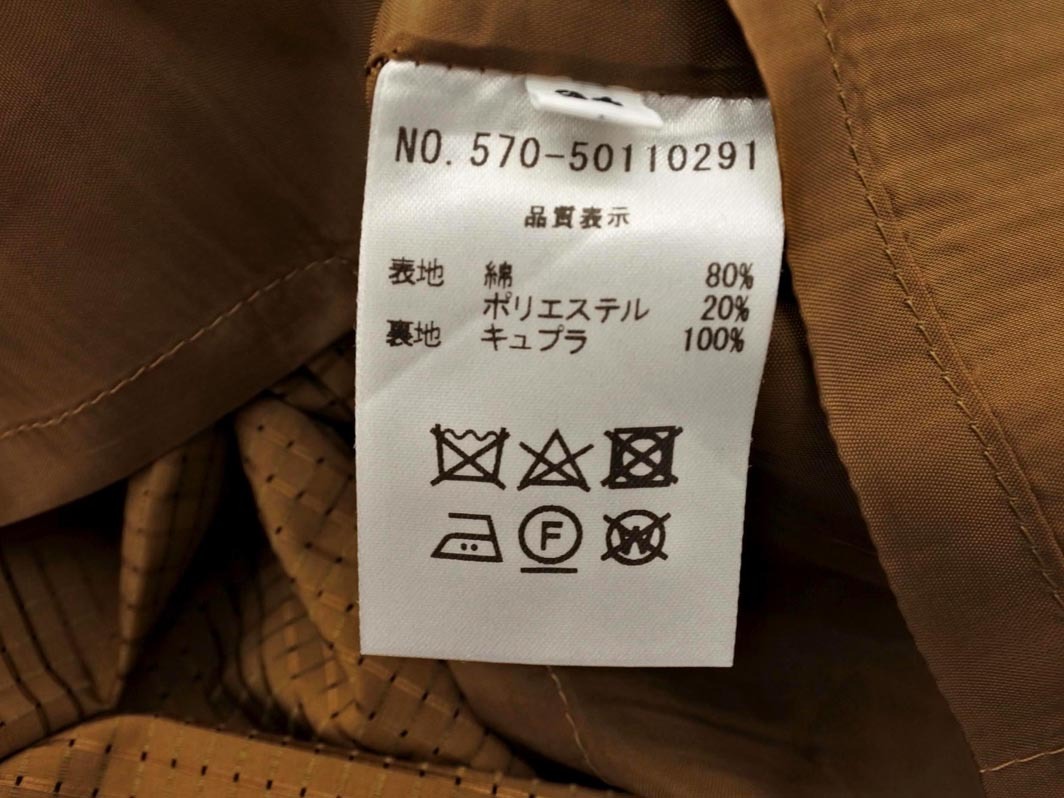 NO. 570-50110291
品質表示
表地 綿 80%
ポリエステル 20%
裏地 キュプラ 100%
F
W